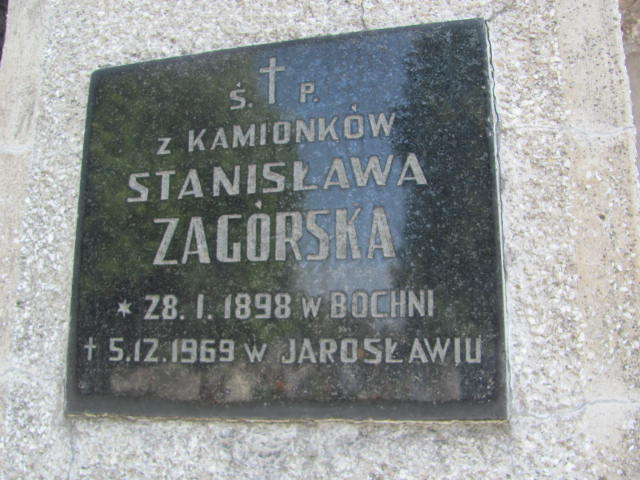 Ś. P.
z KAMIONKÓW
STANISŁAWA
ZAGÓRSKA
* 28. I. 1898 W BOCHNI
† 5.12.1969 W JAROSŁAWIU